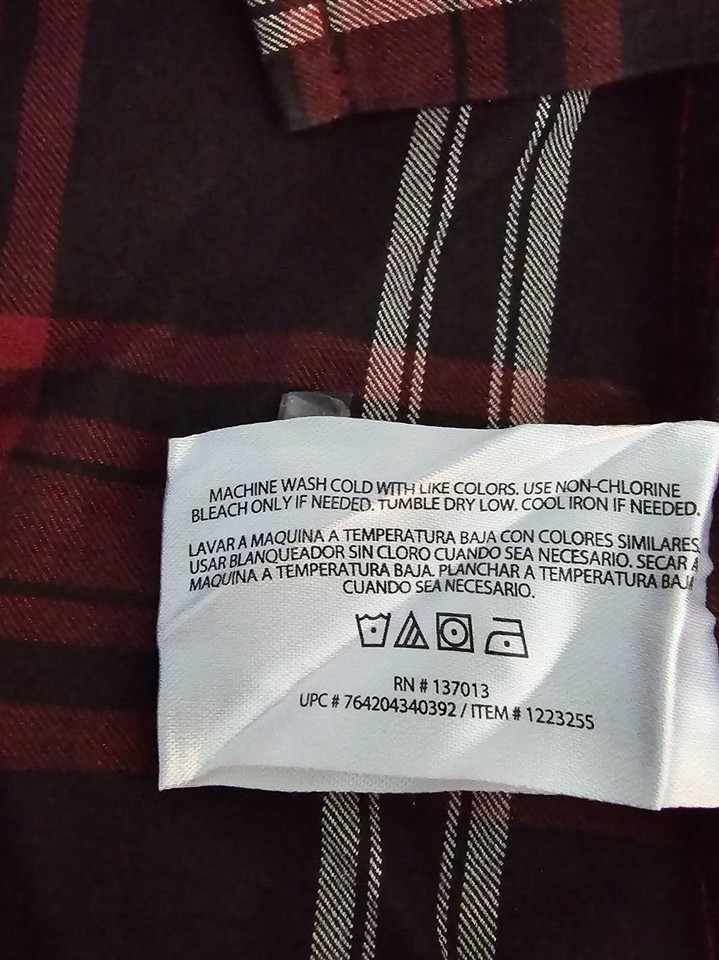 MACHINE WASH COLD WITH LIKE COLORS. USE NON-CHLORINE
BLEACH ONLY IF NEEDED. TUMBLE DRY LOW. COOL IRON IF NEEDED.
LAVAR A MAQUINA A TEMPERATURA BAJA CON COLORES SIMILARES
USAR BLANQUEADOR SIN CLORO CUANDO SEA NECESARIO. SECAR A
MAQUINA A TEMPERATURA BAJA. PLANCHAR A TEMPERATURA BAJA
CUANDO SEA NECESARIO.
RN # 137013
UPC # 764204340392 / ITEM # 1223255